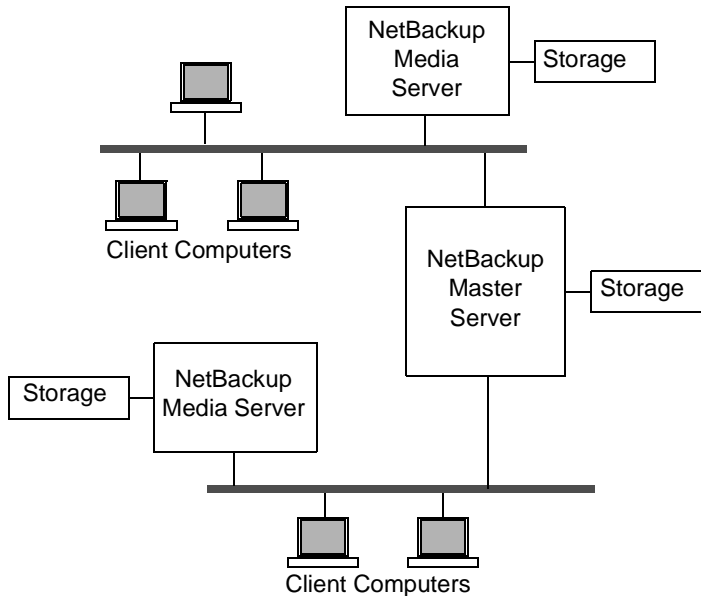 NetBackup
Media
Server
Storage
Client Computers
NetBackup
Master
Server
Storage
Storage
NetBackup
Media Server
Client Computers